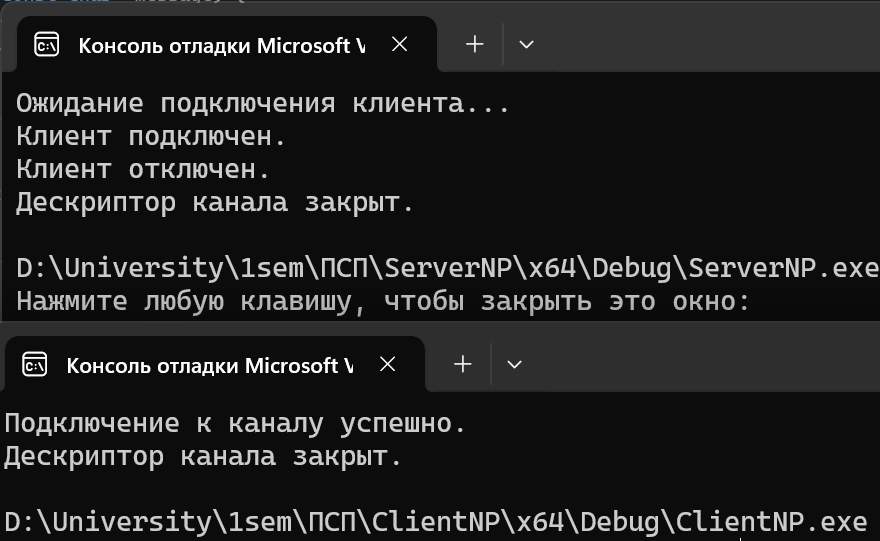 Консоль отладки Microsoft V
Ожидание подключения клиента...
Клиент подключен.
Клиент отключен.
Дескриптор канала закрыт.
D:\University\1sem\ПСП\ServerNP\x64\Debug\ServerNP.exe
Нажмите любую клавишу, чтобы закрыть это окно:
Консоль отладки Microsoft V
Подключение к каналу успешно.
Дескриптор канала закрыт.
D:\University\1sem\ПСП\ClientNP\x64\Debug\ClientNP.exe